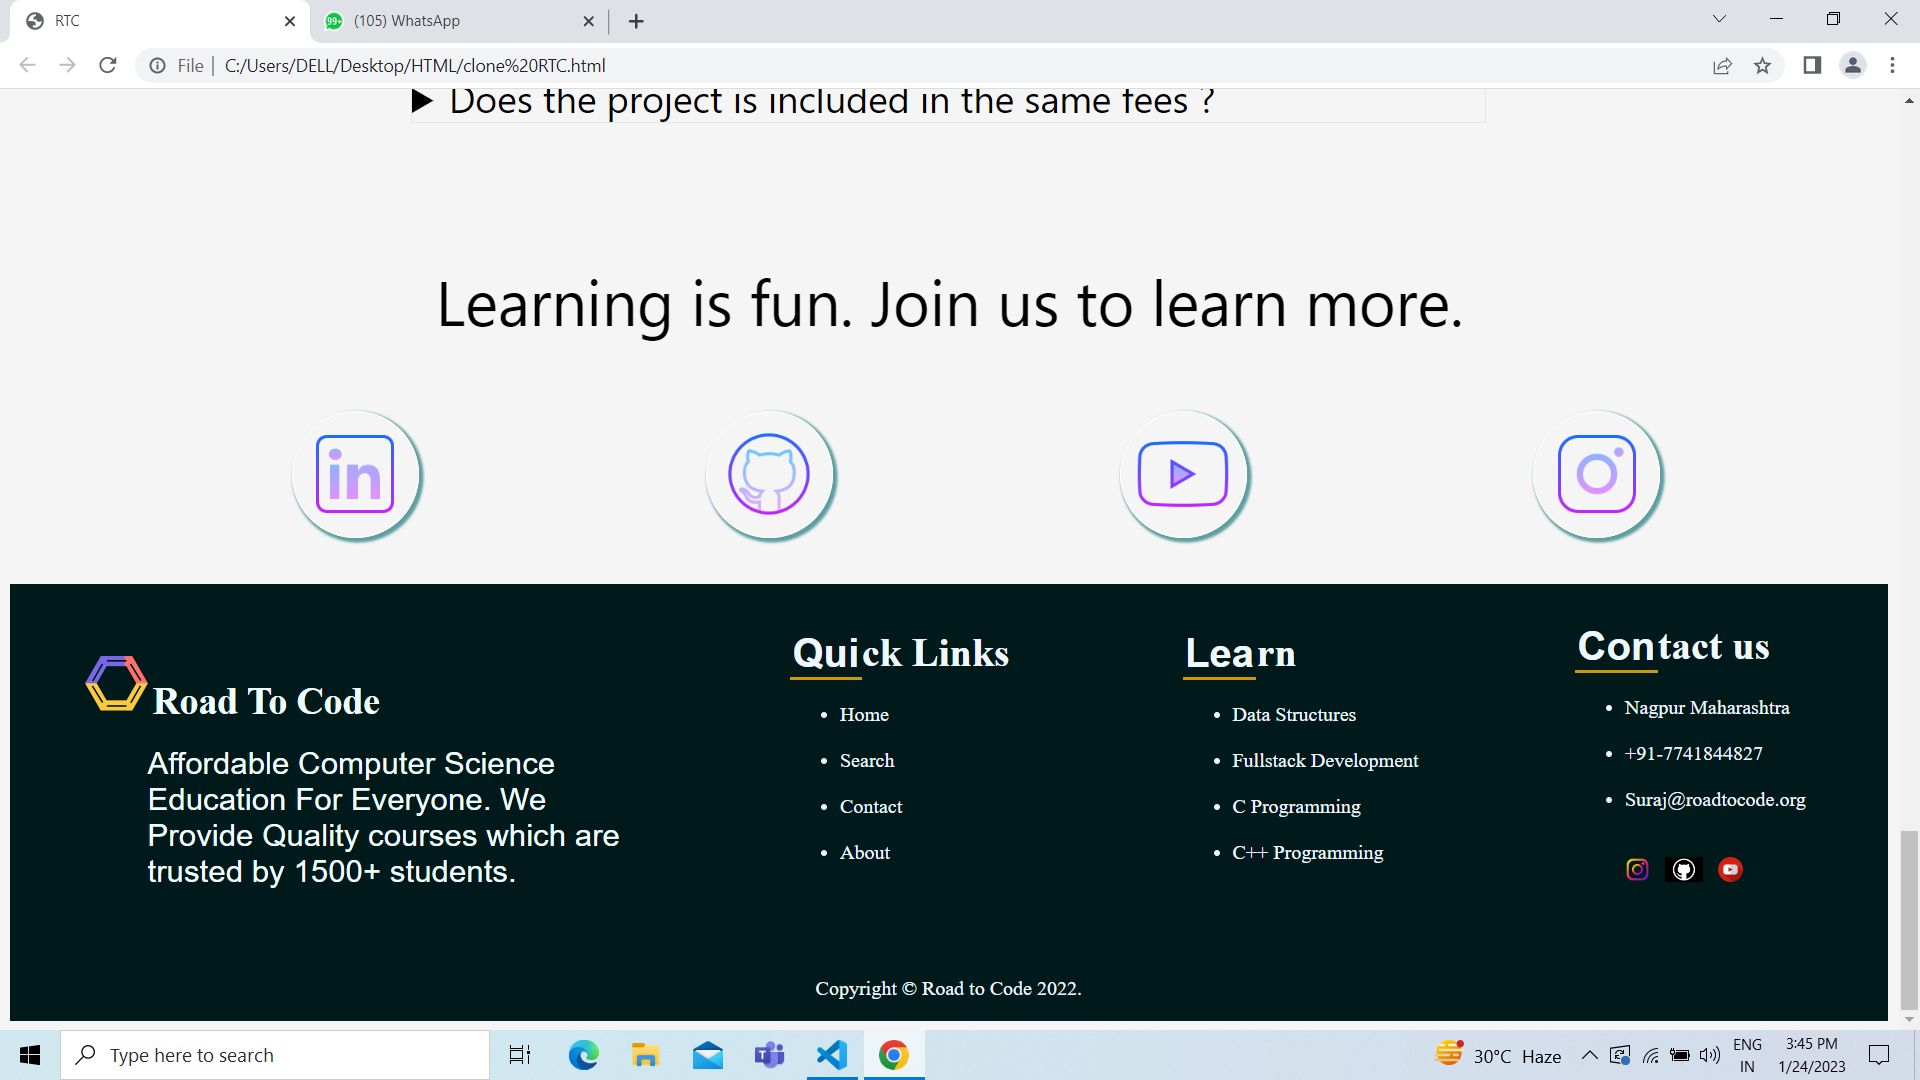 RTC
99+
(105) WhatsApp
File
C:/Users/DELL/Desktop/HTML/clone%20RTC.html
Does the project is included in the same fees ?
Learning is fun. Join us to learn more.
in
Road To Code
Affordable Computer Science
Education For Everyone. We
Provide Quality courses which are
trusted by 1500+ students.
Quick Links
• Home
• Search
• Contact
• About
Learn
• Data Structures
• Fullstack Development
• C Programming
• C++ Programming
Contact us
• Nagpur Maharashtra
• +91-7741844827
• Suraj@roadtocode.org
Copyright © Road to Code 2022.
Type here to search
30°C Haze
ENG
IN
3:45 PM
1/24/2023